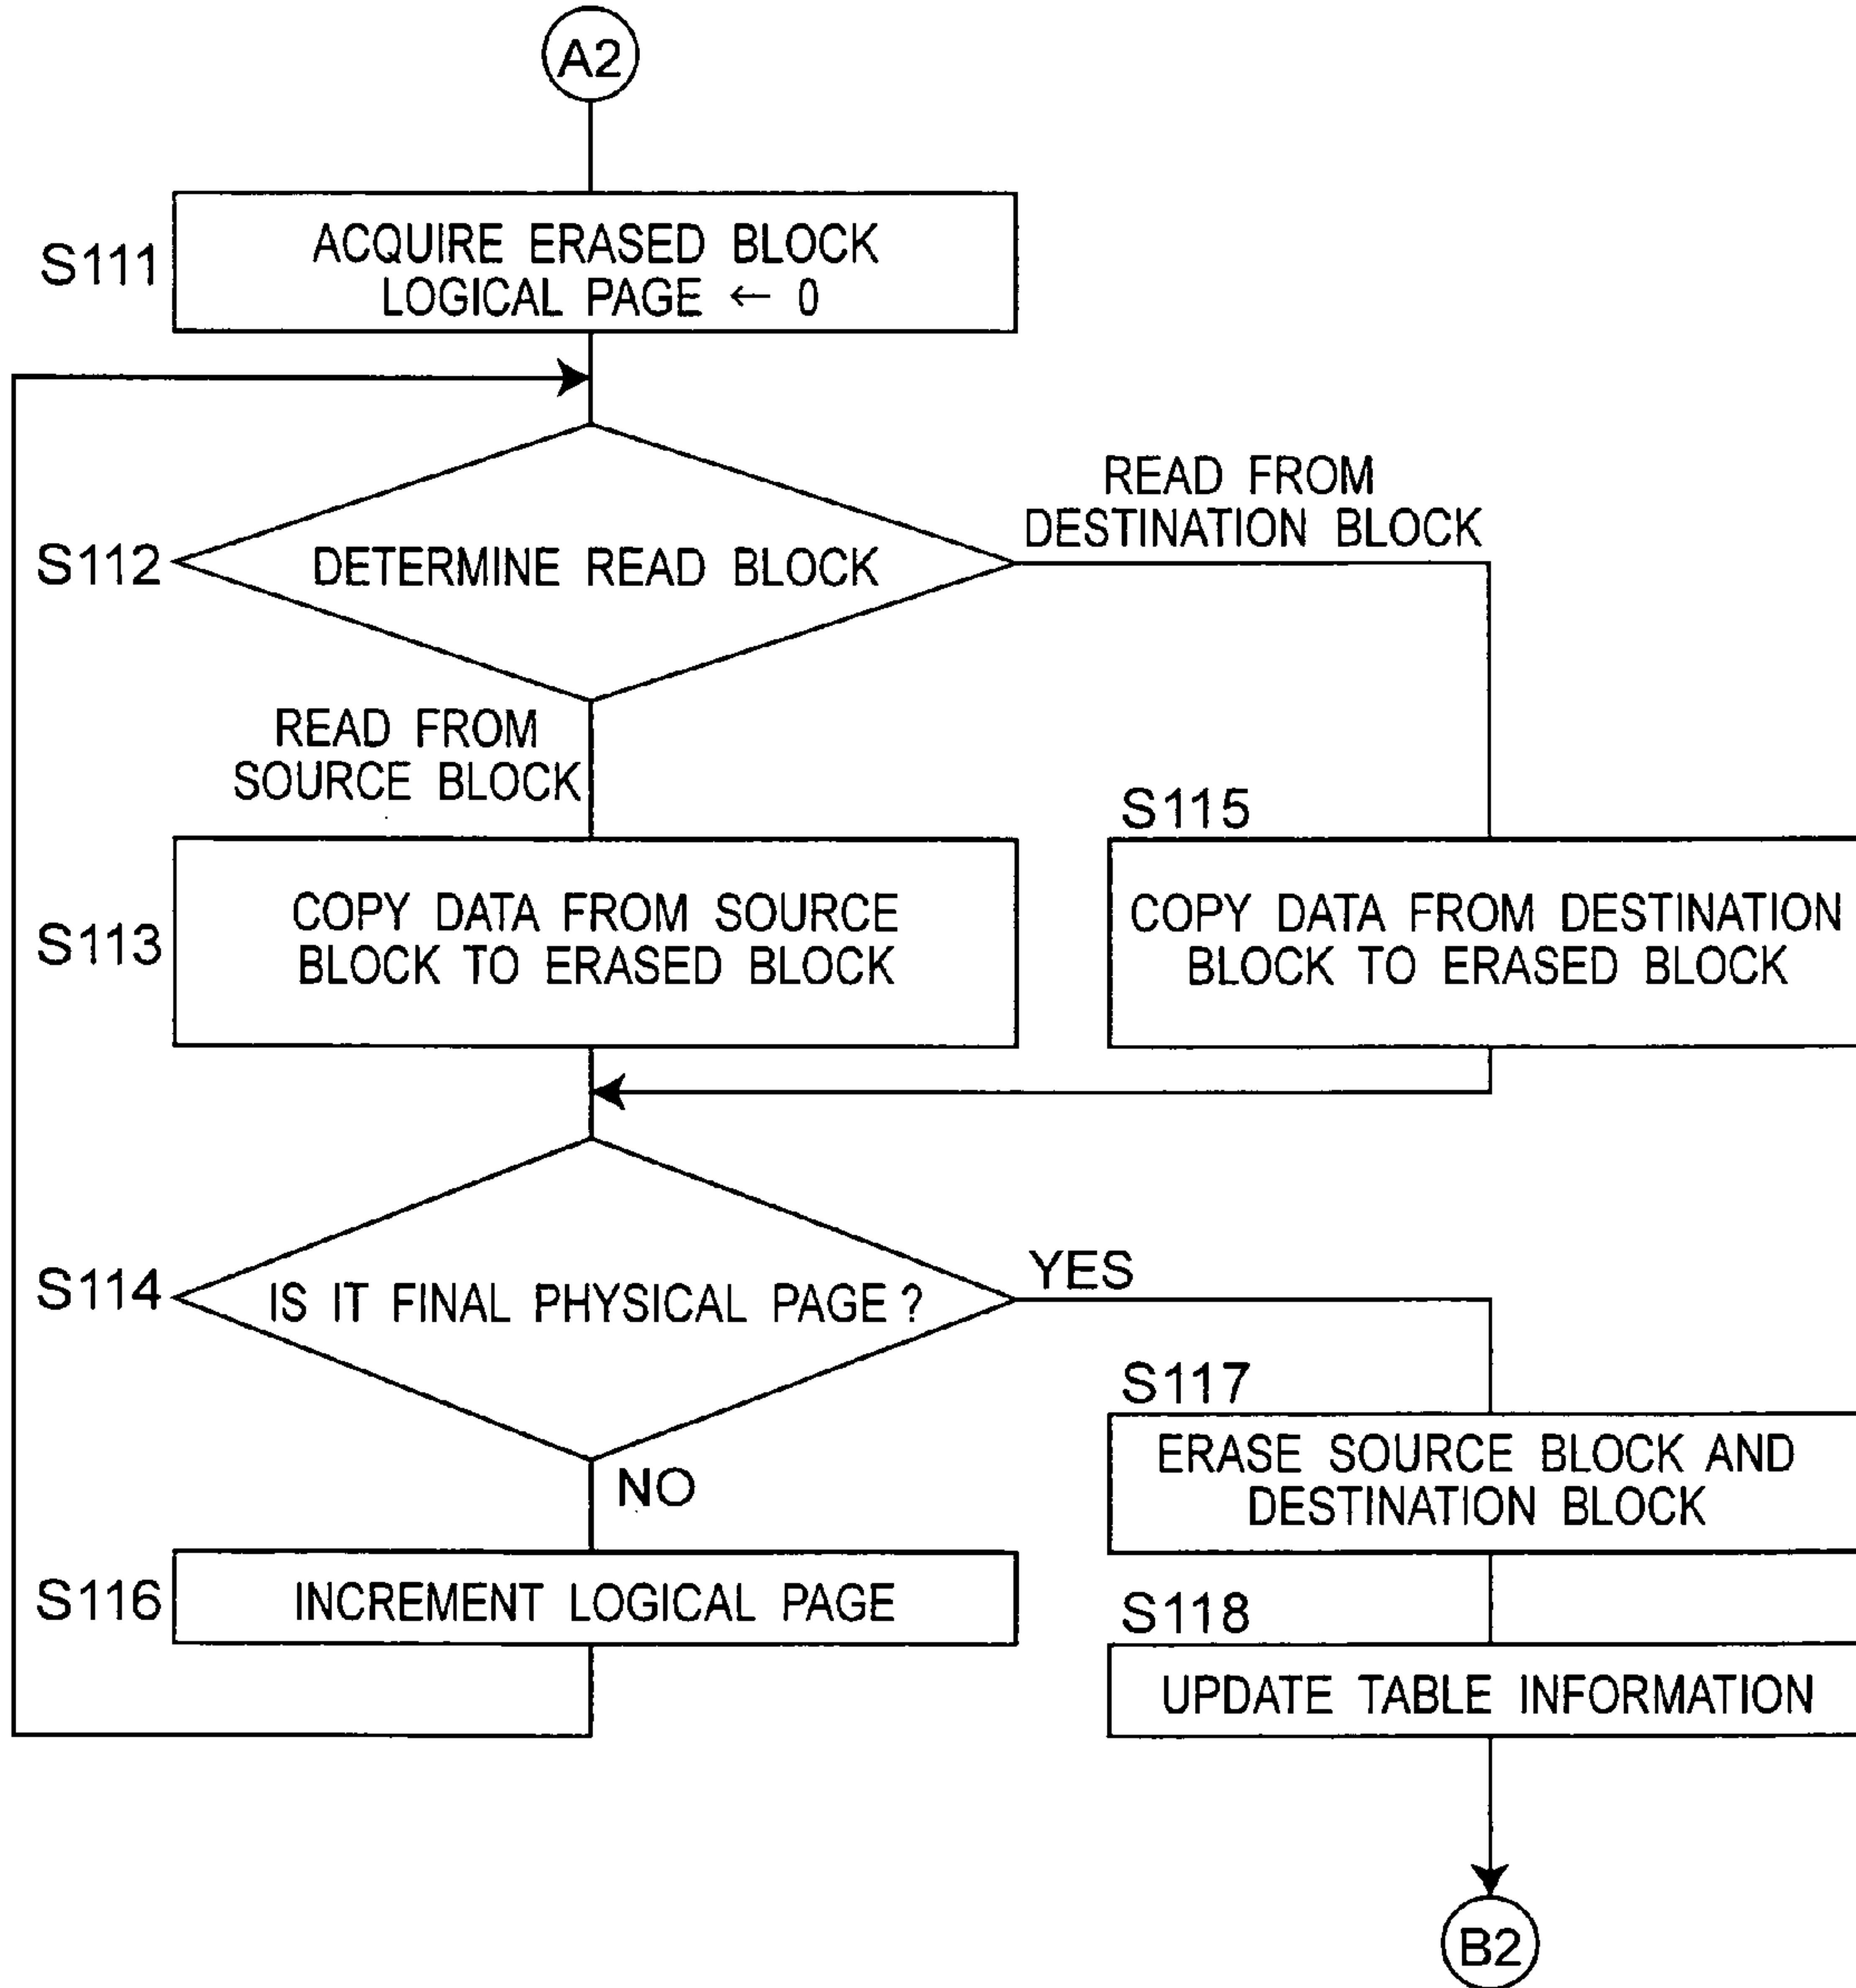 A2
S111
ACQUIRE ERASED BLOCK
LOGICAL PAGE ← 0
READ FROM
DESTINATION BLOCK
S112
DETERMINE READ BLOCK
READ FROM
SOURCE BLOCK
S113
COPY DATA FROM SOURCE
BLOCK TO ERASED BLOCK
S115
COPY DATA FROM DESTINATION
BLOCK TO ERASED BLOCK
S114
IS IT FINAL PHYSICAL PAGE ?
YES
NO
S117
ERASE SOURCE BLOCK AND
DESTINATION BLOCK
S116
INCREMENT LOGICAL PAGE
S118
UPDATE TABLE INFORMATION
B2